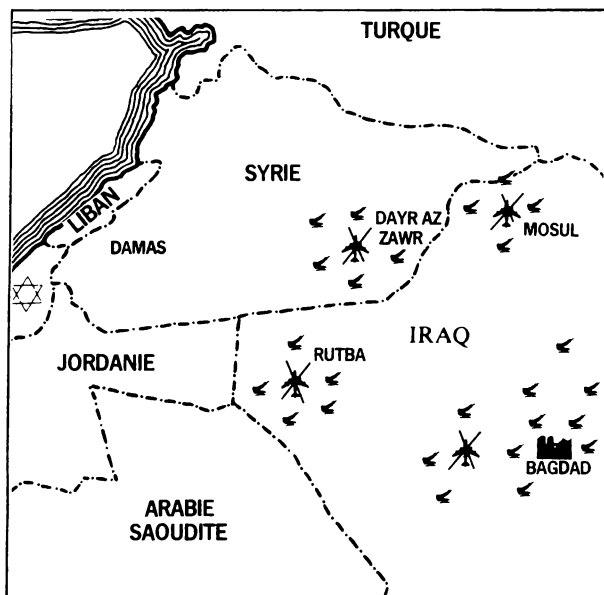 TURQUE
SYRIE
LIBAN
DAMAS
DAYR AZ
ZAWR
MOSUL
IRAQ
JORDANIE
RUTBA
BAGDAD
ARABIE
SAOUDITE